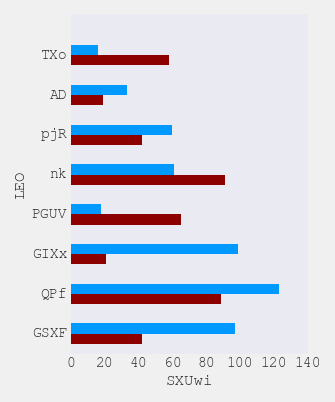 TXo
AD
pjR
nk
PGUV
GIXx
QPf
GSXF
LEO
0 20 40 60 80 100 120 140
SXUwi